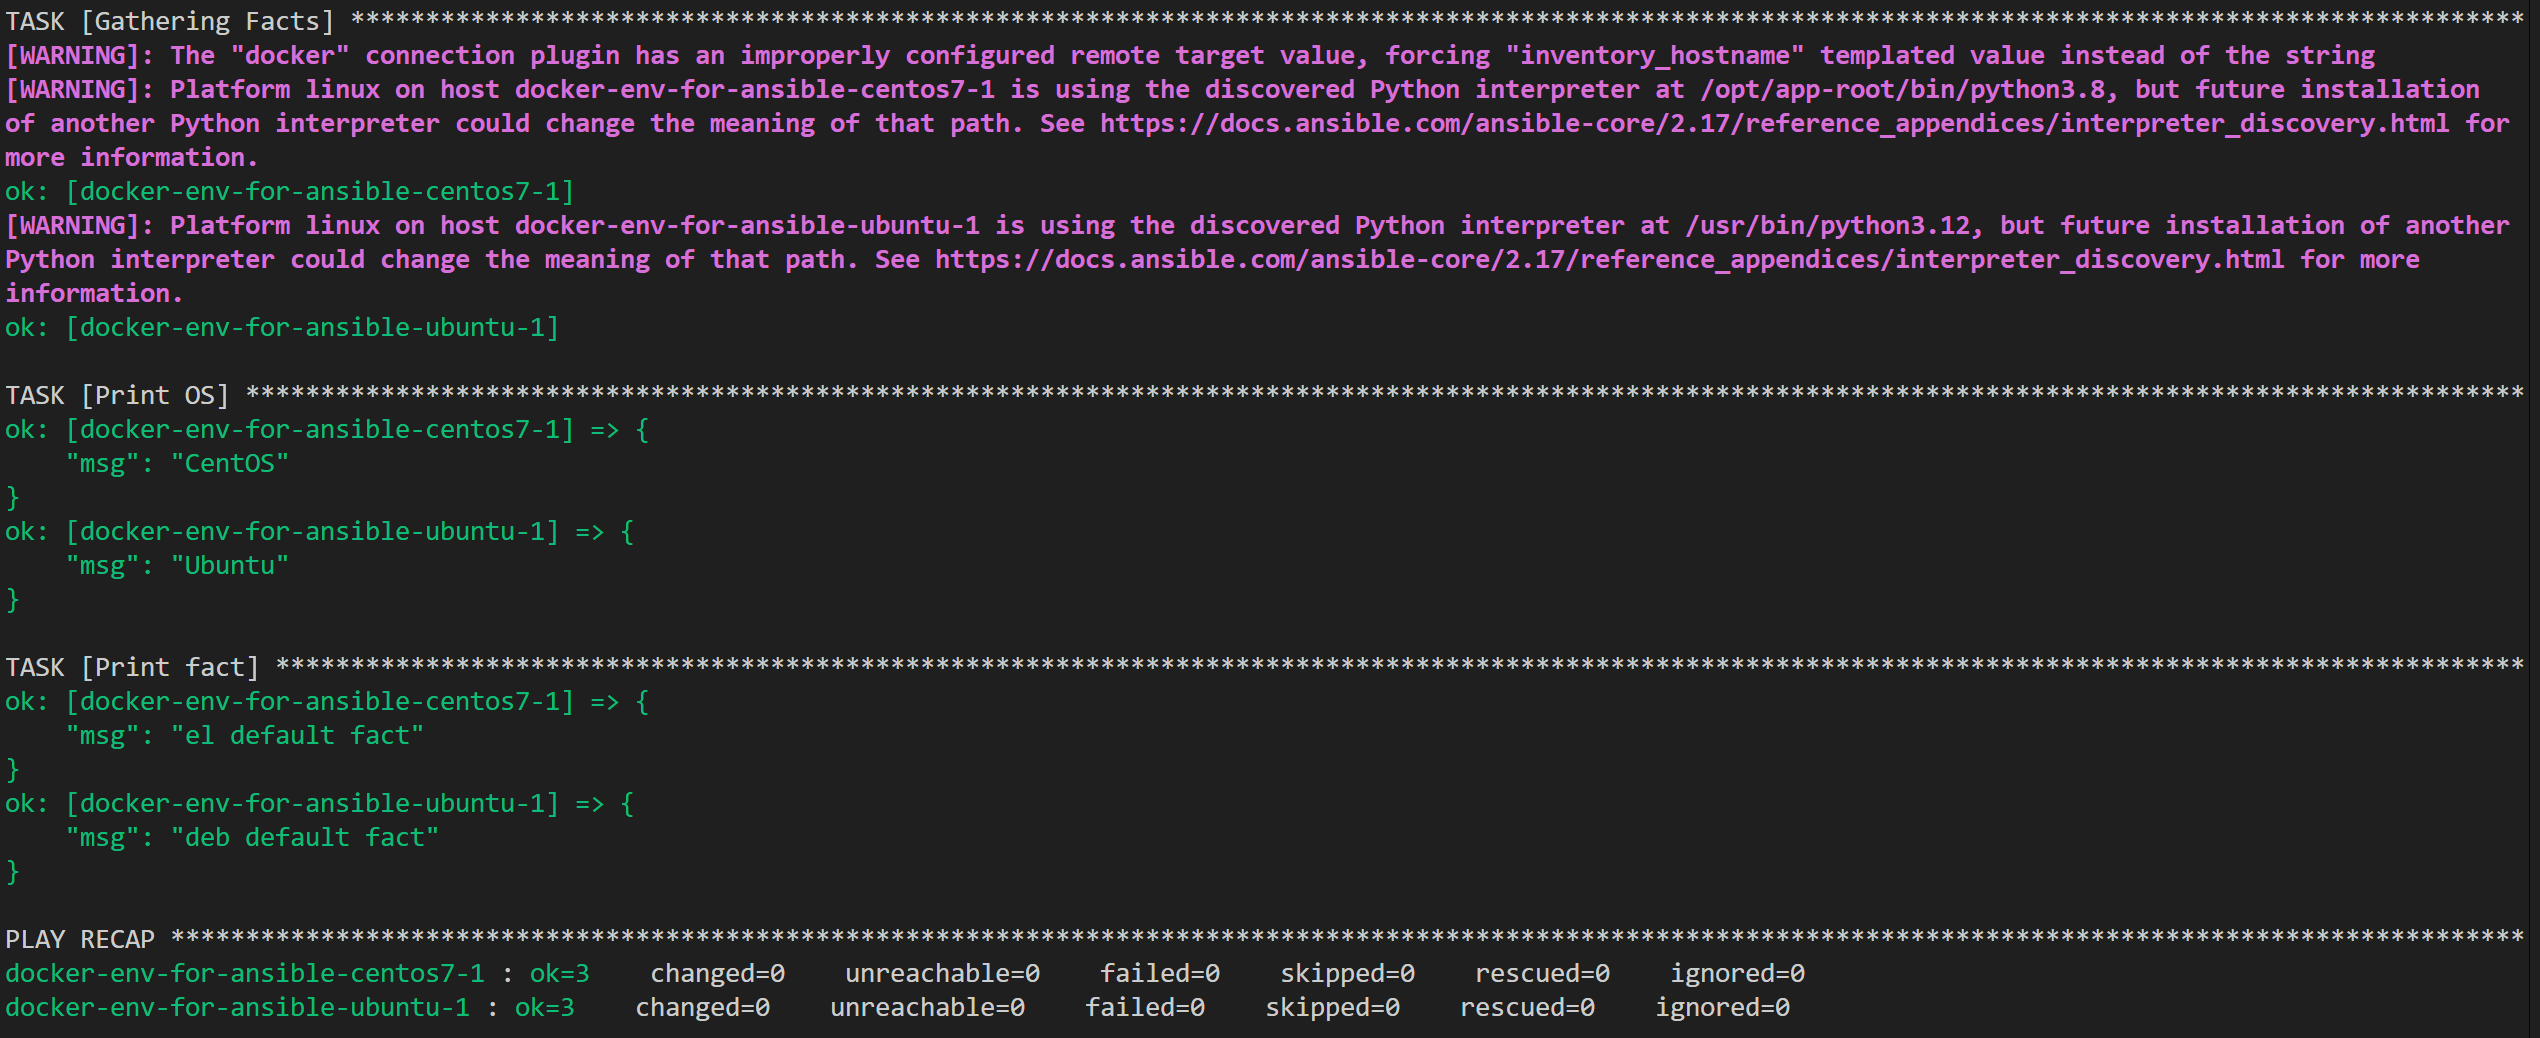 TASK [Gathering Facts] *************************************************************************************************************************************************
[WARNING]: The "docker" connection plugin has an improperly configured remote target value, forcing "inventory_hostname" templated value instead of the string
[WARNING]: Platform linux on host docker-env-for-ansible-centos7-1 is using the discovered Python interpreter at /opt/app-root/bin/python3.8, but future installation
of another Python interpreter could change the meaning of that path. See https://docs.ansible.com/ansible-core/2.17/reference_appendices/interpreter_discovery.html for
more information.
ok: [docker-env-for-ansible-centos7-1]
[WARNING]: Platform linux on host docker-env-for-ansible-ubuntu-1 is using the discovered Python interpreter at /usr/bin/python3.12, but future installation of another
Python interpreter could change the meaning of that path. See https://docs.ansible.com/ansible-core/2.17/reference_appendices/interpreter_discovery.html for more
information.
ok: [docker-env-for-ansible-ubuntu-1]
TASK [Print OS] ********************************************************************************************************************************************************
ok: [docker-env-for-ansible-centos7-1] => {
    "msg": "CentOS"
}
ok: [docker-env-for-ansible-ubuntu-1] => {
    "msg": "Ubuntu"
}
TASK [Print fact] ******************************************************************************************************************************************************
ok: [docker-env-for-ansible-centos7-1] => {
    "msg": "el default fact"
}
ok: [docker-env-for-ansible-ubuntu-1] => {
    "msg": "deb default fact"
}
PLAY RECAP *************************************************************************************************************************************************************
docker-env-for-ansible-centos7-1 : ok=3    changed=0    unreachable=0    failed=0    skipped=0    rescued=0    ignored=0
docker-env-for-ansible-ubuntu-1 : ok=3    changed=0    unreachable=0    failed=0    skipped=0    rescued=0    ignored=0